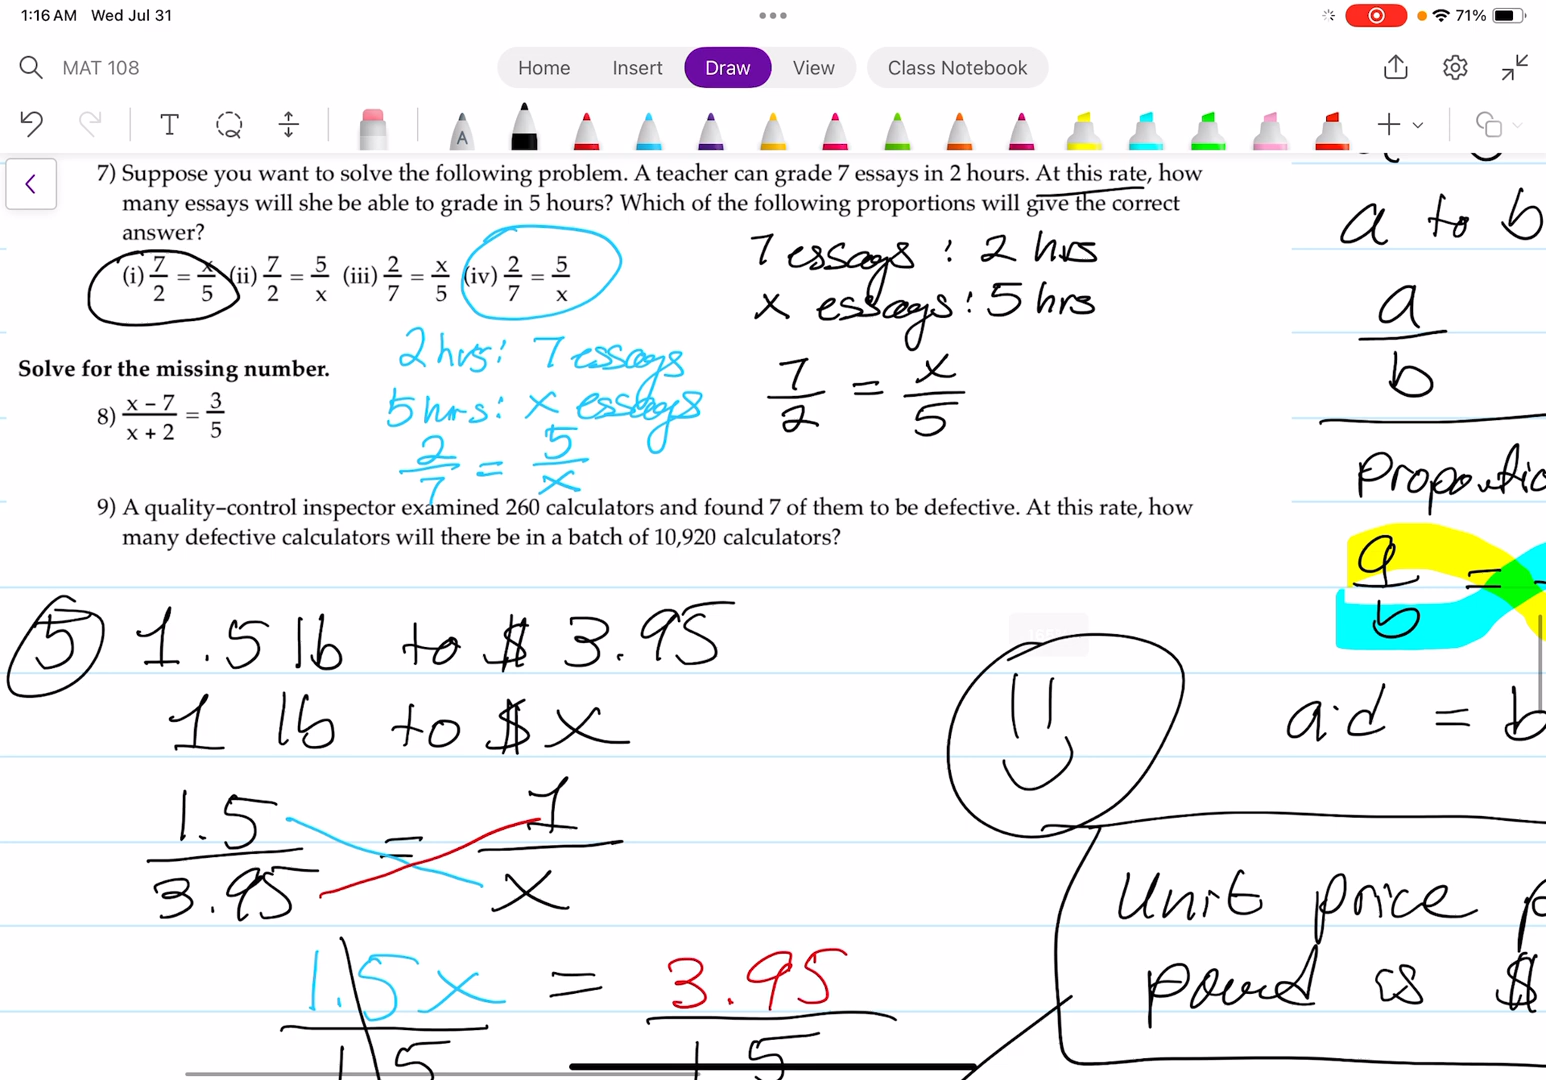 1:16 AM Wed Jul 31
71%
MAT 108
Home Insert Draw View Class Notebook
T A
7) Suppose you want to solve the following problem. A teacher can grade 7 essays in 2 hours. At this rate, how
many essays will she be able to grade in 5 hours? Which of the following proportions will give the correct
answer?
(i) 7/2 = x/5 (ii) 7/2 = 5/x (iii) 2/7 = x/5 (iv) 2/7 = 5/x
7 essays : 2 hrs
x essays : 5 hrs
7/2 = x/5
2 hrs : 7 essays
5 hrs : x essays
2/7 = 5/x
Solve for the missing number.
8) x − 7/x + 2 = 3/5
9) A quality–control inspector examined 260 calculators and found 7 of them to be defective. At this rate, how
many defective calculators will there be in a batch of 10,920 calculators?
5 1.5 lb to $ 3.95
1 lb to $ x
1.5/3.95 = 1/x
1.5x = 3.95
1.5 1.5
a to b
a/b
a/b =
a·d = b
Unit price
pound is $